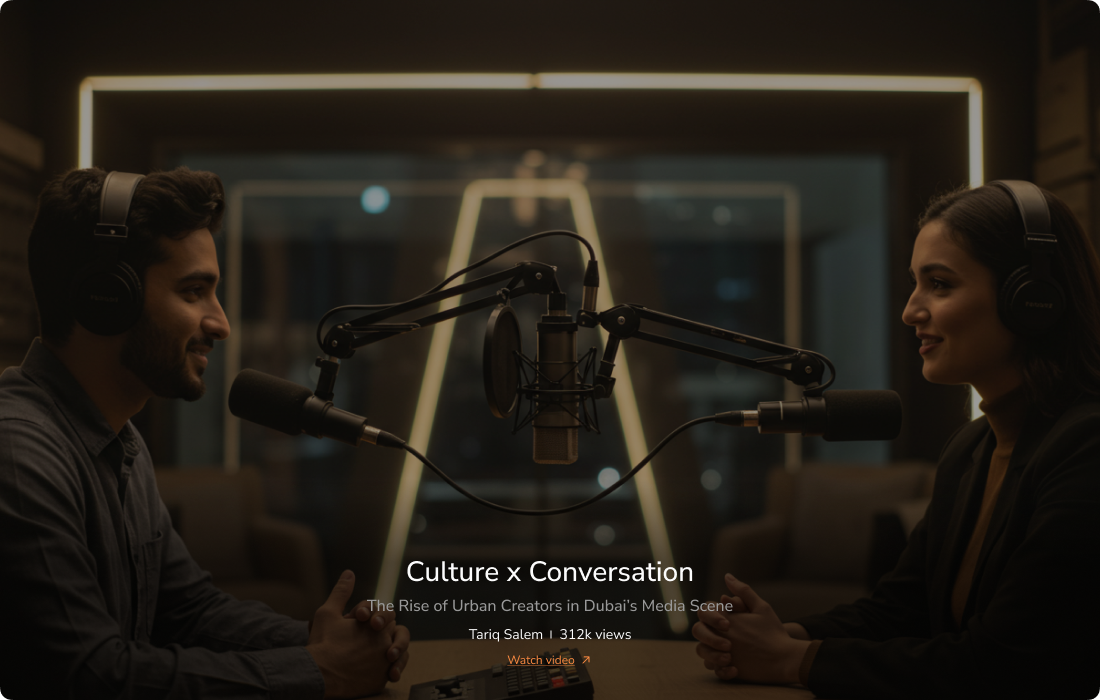 Culture x Conversation
The Rise of Urban Creators in Dubai's Media Scene
Tariq Salem | 312k views
Watch video ↗